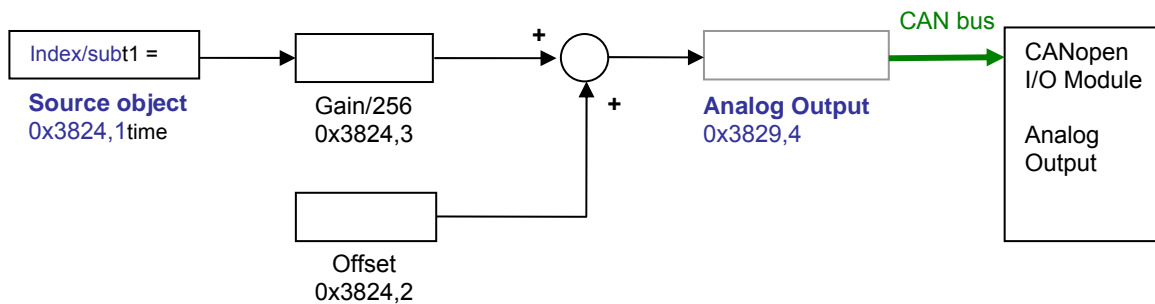 CAN bus
Index/subt1 =
+
CANopen
I/O Module
Analog
Output
Source object
0x3824,1time
Gain/256
0x3824,3
+
Analog Output
0x3829,4
Offset
0x3824,2